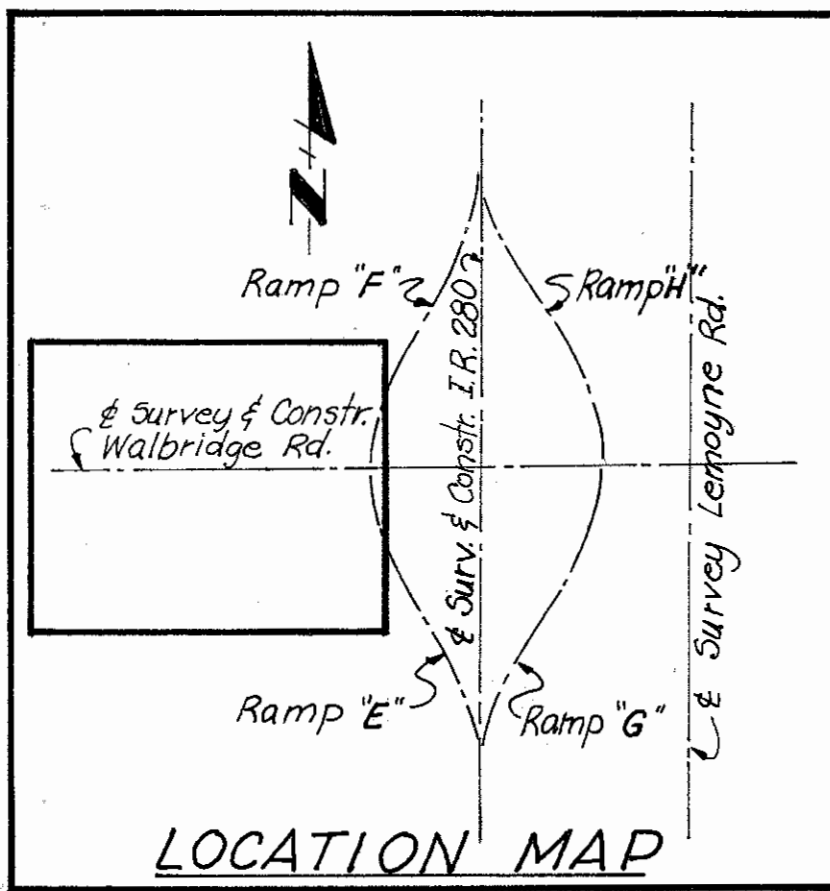 N
Ramp "F"
Ramp "H"
℄ Survey & Constr.
Walbridge Rd.
℄ Surv. & Constr. I.R. 280
℄ Survey Lemoyne Rd.
Ramp "E"
Ramp "G"
LOCATION MAP